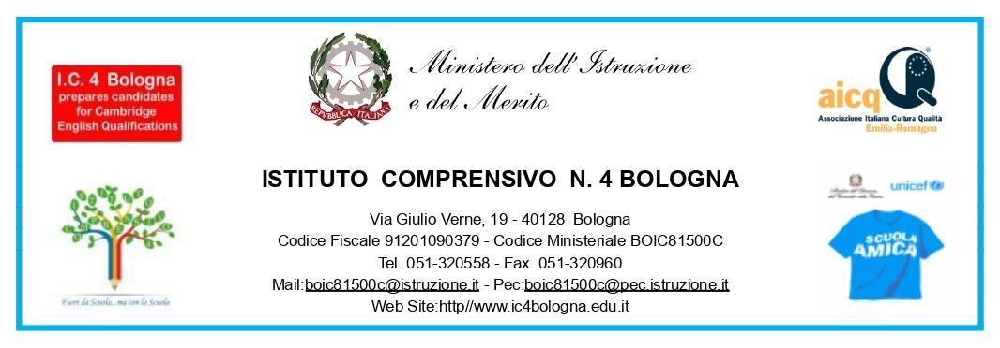 I.C. 4 Bologna
prepares candidates
for Cambridge
English Qualifications
Ministero dell'Istruzione
e del Merito
REPVBBLICA ITALIANA
aicq
Associazione Italiana Cultura Qualità
Emilia-Romagna
ISTITUTO COMPRENSIVO N. 4 BOLOGNA
Via Giulio Verne, 19 - 40128 Bologna
Codice Fiscale 91201090379 - Codice Ministeriale BOIC81500C
Tel. 051-320558 - Fax 051-320960
Mail:boic81500c@istruzione.it - Pec:boic81500c@pec.istruzione.it
Web Site:http//www.ic4bologna.edu.it
Fuori da Scuola...ma con la Scuola
unicef
SCUOLA
AMICA